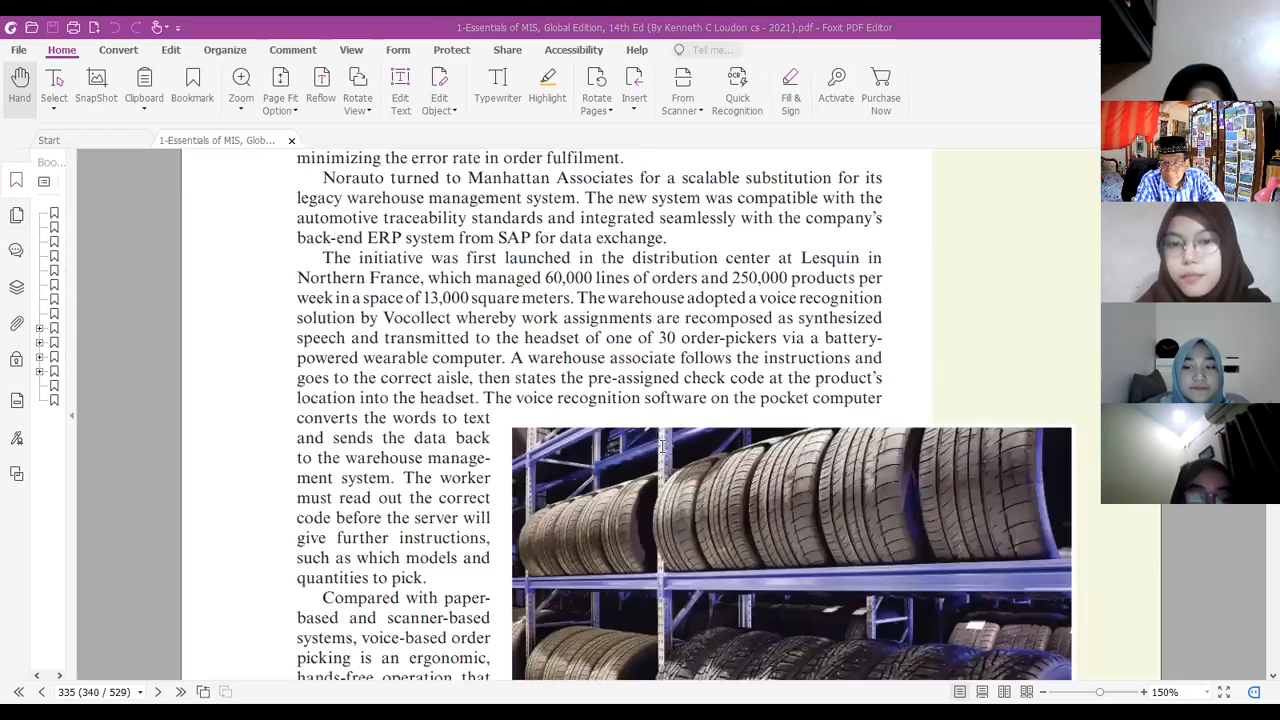 1-Essentials of MIS, Global Edition, 14th Ed (By Kenneth C Loudon cs - 2021).pdf - Foxit PDF Editor
File Home Convert Edit Organize Comment View Form Protect Share Accessibility Help Tell me...
Hand Select SnapShot Clipboard Bookmark Zoom Page Fit Option Reflow Rotate View Edit Text Edit Object Typewriter Highlight Rotate Pages Insert From Scanner OCR Quick Recognition Fill & Sign Activate Purchase Now
Start 1-Essentials of MIS, Glob...
Boo...
minimizing the error rate in order fulfilment.
Norauto turned to Manhattan Associates for a scalable substitution for its
legacy warehouse management system. The new system was compatible with the
automotive traceability standards and integrated seamlessly with the company's
back-end ERP system from SAP for data exchange.
The initiative was first launched in the distribution center at Lesquin in
Northern France, which managed 60,000 lines of orders and 250,000 products per
week in a space of 13,000 square meters. The warehouse adopted a voice recognition
solution by Vocollect whereby work assignments are recomposed as synthesized
speech and transmitted to the headset of one of 30 order-pickers via a battery-
powered wearable computer. A warehouse associate follows the instructions and
goes to the correct aisle, then states the pre-assigned check code at the product's
location into the headset. The voice recognition software on the pocket computer
converts the words to text
and sends the data back
to the warehouse manage-
ment system. The worker
must read out the correct
code before the server will
give further instructions,
such as which models and
quantities to pick.
Compared with paper-
based and scanner-based
systems, voice-based order
picking is an ergonomic,
hands-free operation that
335 (340 / 529)
150%